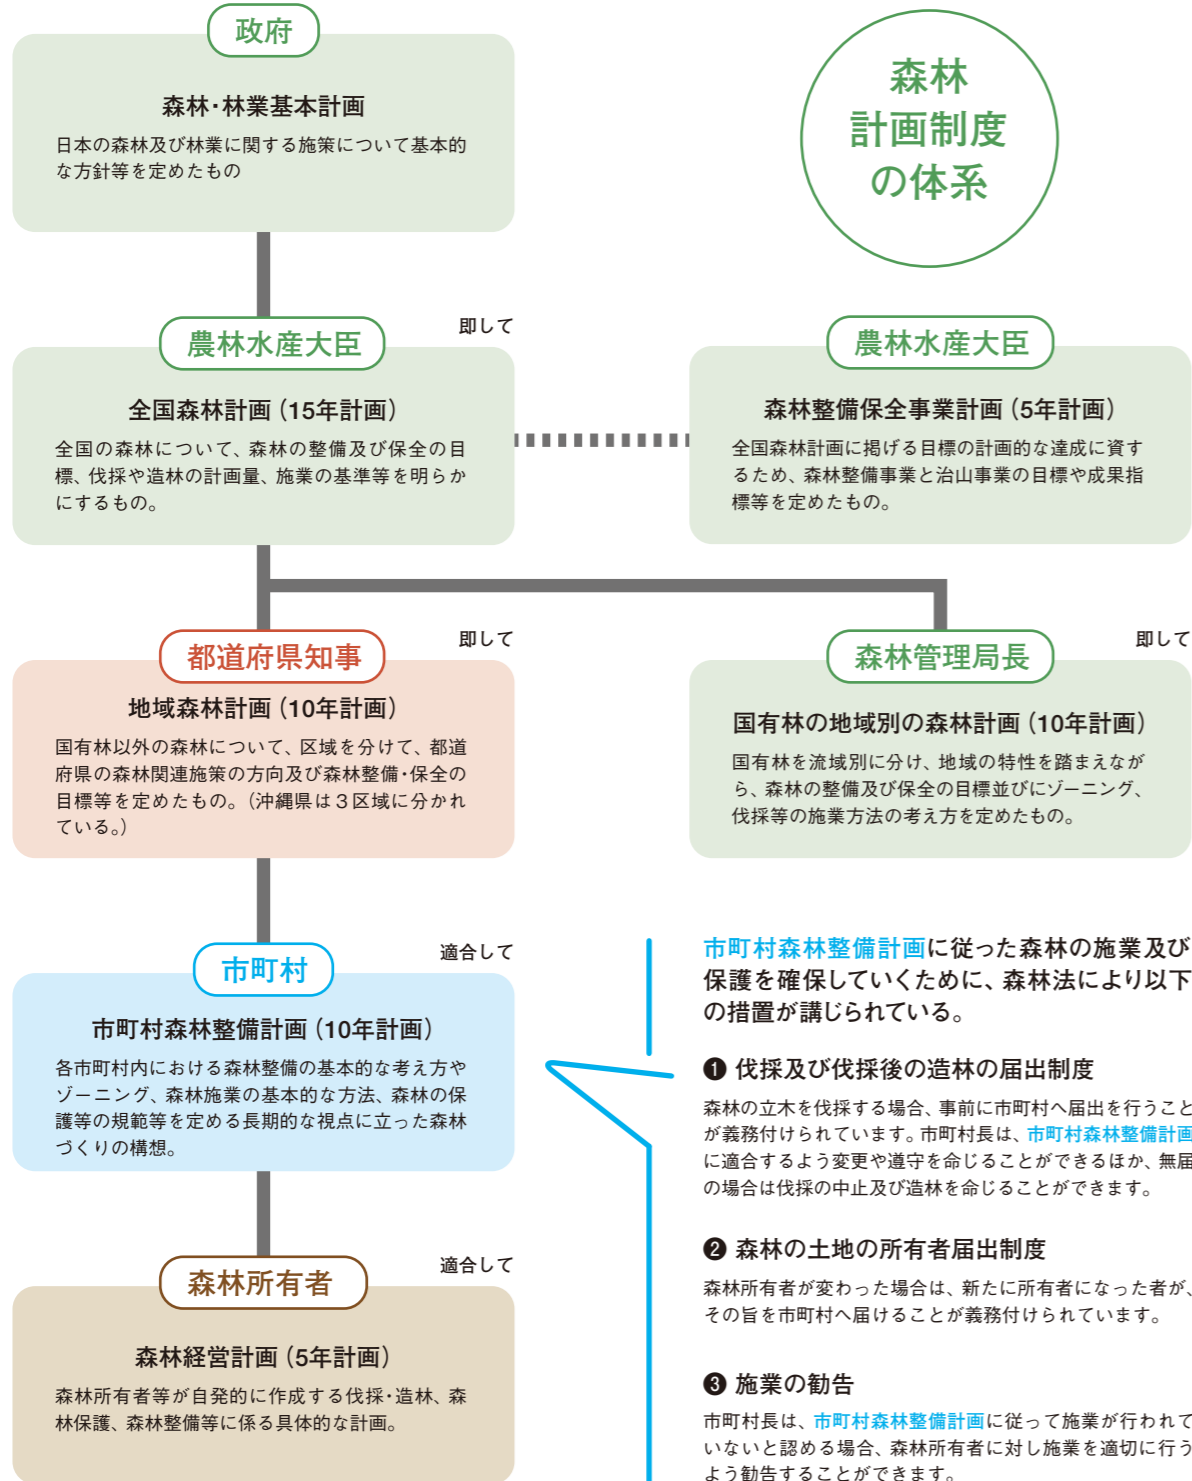 政府
森林・林業基本計画
日本の森林及び林業に関する施策について基本的
な方針等を定めたもの
森林
計画制度
の体系
即して
農林水産大臣
全国森林計画（15年計画）
全国の森林について、森林の整備及び保全の目
標、伐採や造林の計画量、施業の基準等を明らか
にするもの。
農林水産大臣
森林整備保全事業計画（5年計画）
全国森林計画に掲げる目標の計画的な達成に資す
るため、森林整備事業と治山事業の目標や成果指
標等を定めたもの。
即して
都道府県知事
地域森林計画（10年計画）
国有林以外の森林について、区域を分けて、都道
府県の森林関連施策の方向及び森林整備・保全の
目標等を定めたもの。（沖縄県は３区域に分かれ
ている。）
即して
森林管理局長
国有林の地域別の森林計画（10年計画）
国有林を流域別に分け、地域の特性を踏まえなが
ら、森林の整備及び保全の目標並びにゾーニング、
伐採等の施業方法の考え方を定めたもの。
適合して
市町村
市町村森林整備計画（10年計画）
各市町村内における森林整備の基本的な考え方や
ゾーニング、森林施業の基本的な方法、森林の保
護等の規範等を定める長期的な視点に立った森林
づくりの構想。
適合して
森林所有者
森林経営計画（5年計画）
森林所有者等が自発的に作成する伐採・造林、森
林保護、森林整備等に係る具体的な計画。
市町村森林整備計画に従った森林の施業及び
保護を確保していくために、森林法により以下
の措置が講じられている。
❶ 伐採及び伐採後の造林の届出制度
森林の立木を伐採する場合、事前に市町村へ届出を行うこと
が義務付けられています。市町村長は、市町村森林整備計画
に適合するよう変更や遵守を命じることができるほか、無届
の場合は伐採の中止及び造林を命じることができます。
❷ 森林の土地の所有者届出制度
森林所有者が変わった場合は、新たに所有者になった者が、
その旨を市町村へ届けることが義務付けられています。
❸ 施業の勧告
市町村長は、市町村森林整備計画に従って施業が行われて
いないと認める場合、森林所有者に対し施業を適切に行う
よう勧告することができます。